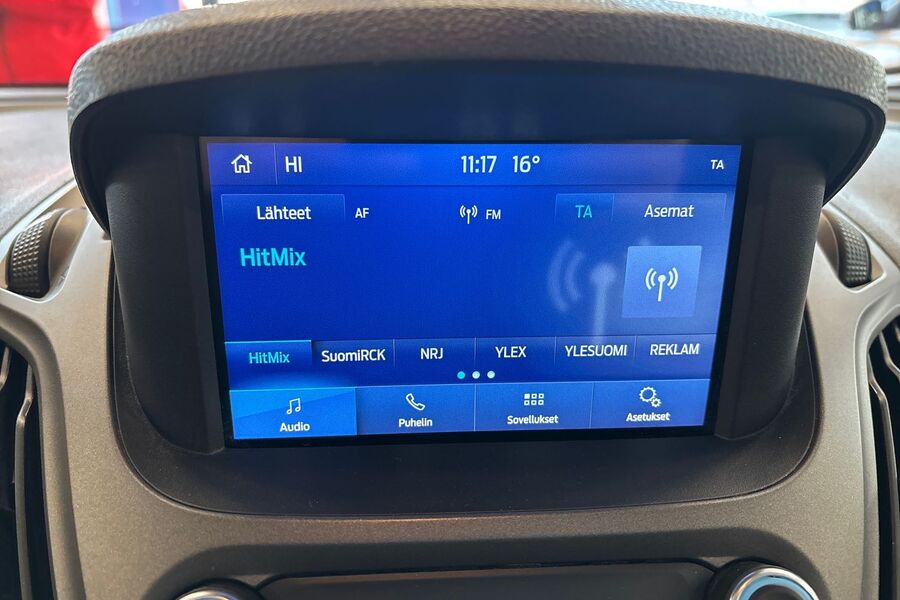 HI 11:17 16° TA
Lähteet AF FM TA Asemat
HitMix
HitMix SuomiRCK NRJ YLEX YLESUOMI REKLAM
Audio Puhelin Sovellukset Asetukset